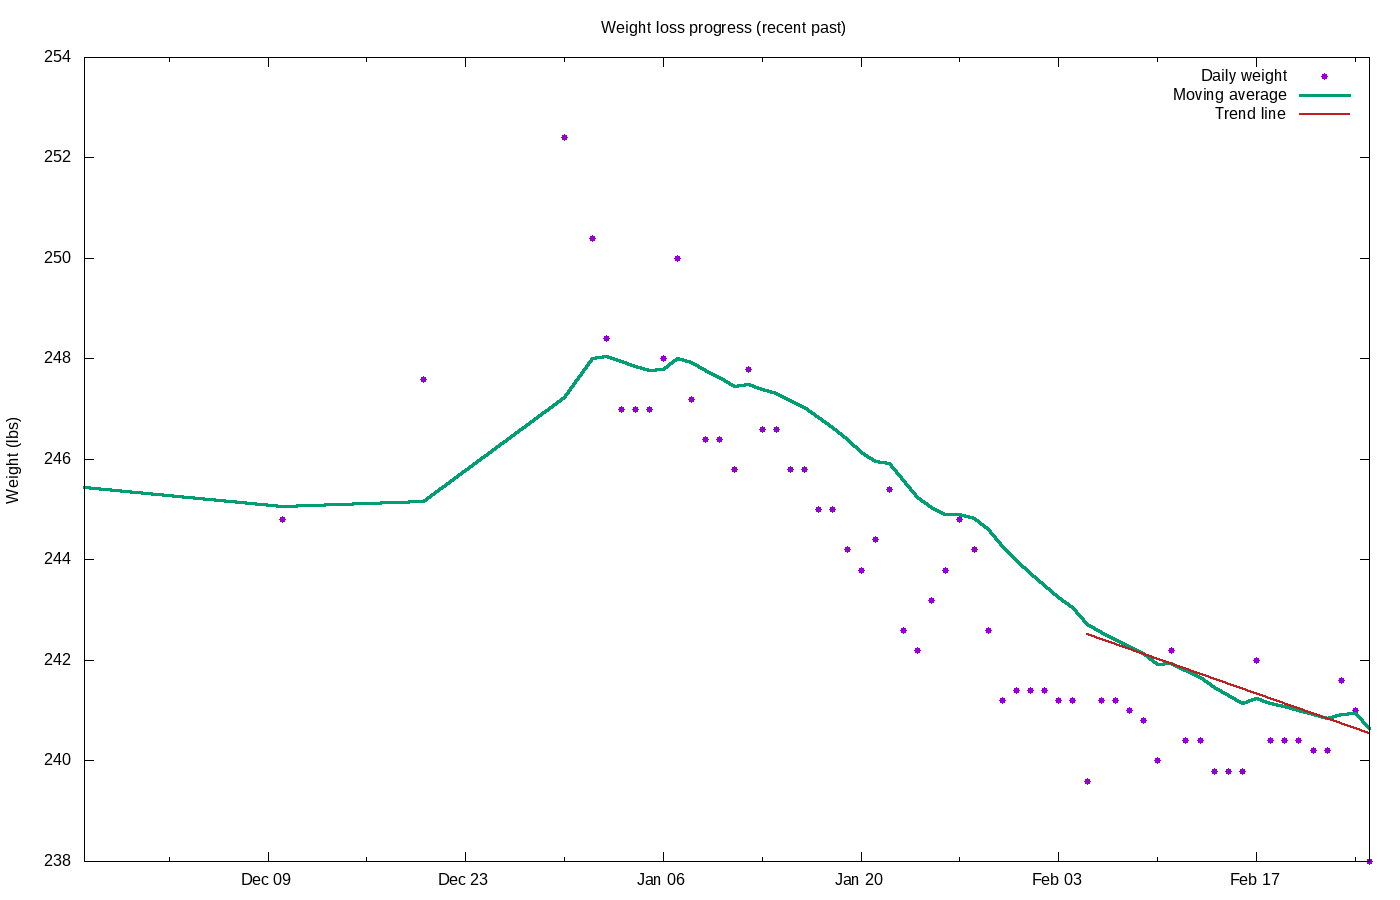 Weight loss progress (recent past)
Daily weight
Moving average
Trend line
Weight (lbs)
254
252
250
248
246
244
242
240
238
Dec 09 Dec 23 Jan 06 Jan 20 Feb 03 Feb 17